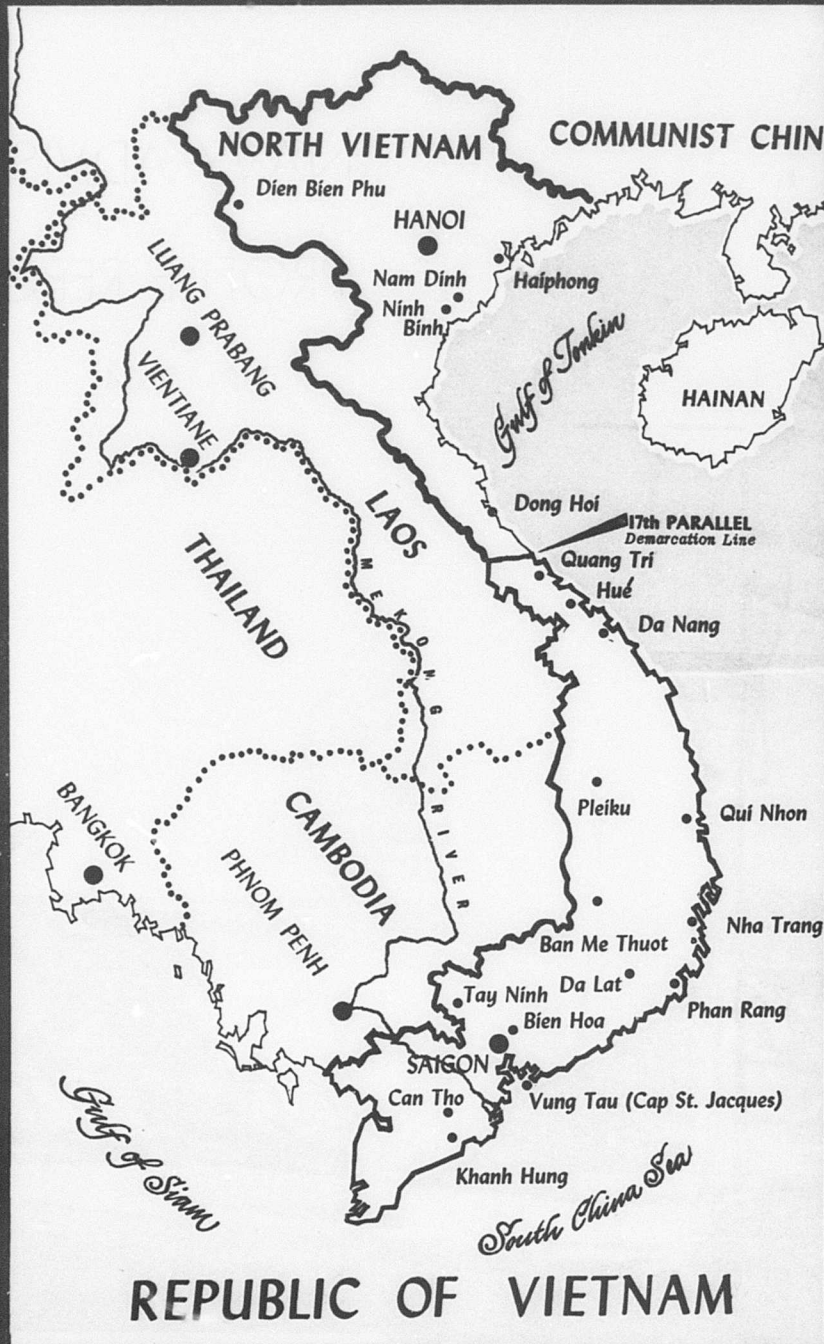 NORTH VIETNAM
COMMUNIST CHIN
Dien Bien Phu
HANOI
LUANG PRABANG
Nam Dinh
Haiphong
Ninh
Binh
Gulf of Tonkin
VIENTIANE
HAINAN
LAOS
Dong Hoi
17th PARALLEL
Demarcation Line
THAILAND
Quang Tri
Hué
MEKONG RIVER
Da Nang
BANGKOK
CAMBODIA
Pleiku
Qui Nhon
PHNOM PENH
Nha Trang
Ban Me Thuot
Da Lat
Tay Ninh
Phan Rang
Bien Hoa
SAIGON
Can Tho
Vung Tau (Cap St. Jacques)
Gulf of Siam
Khanh Hung
South China Sea
REPUBLIC OF VIETNAM